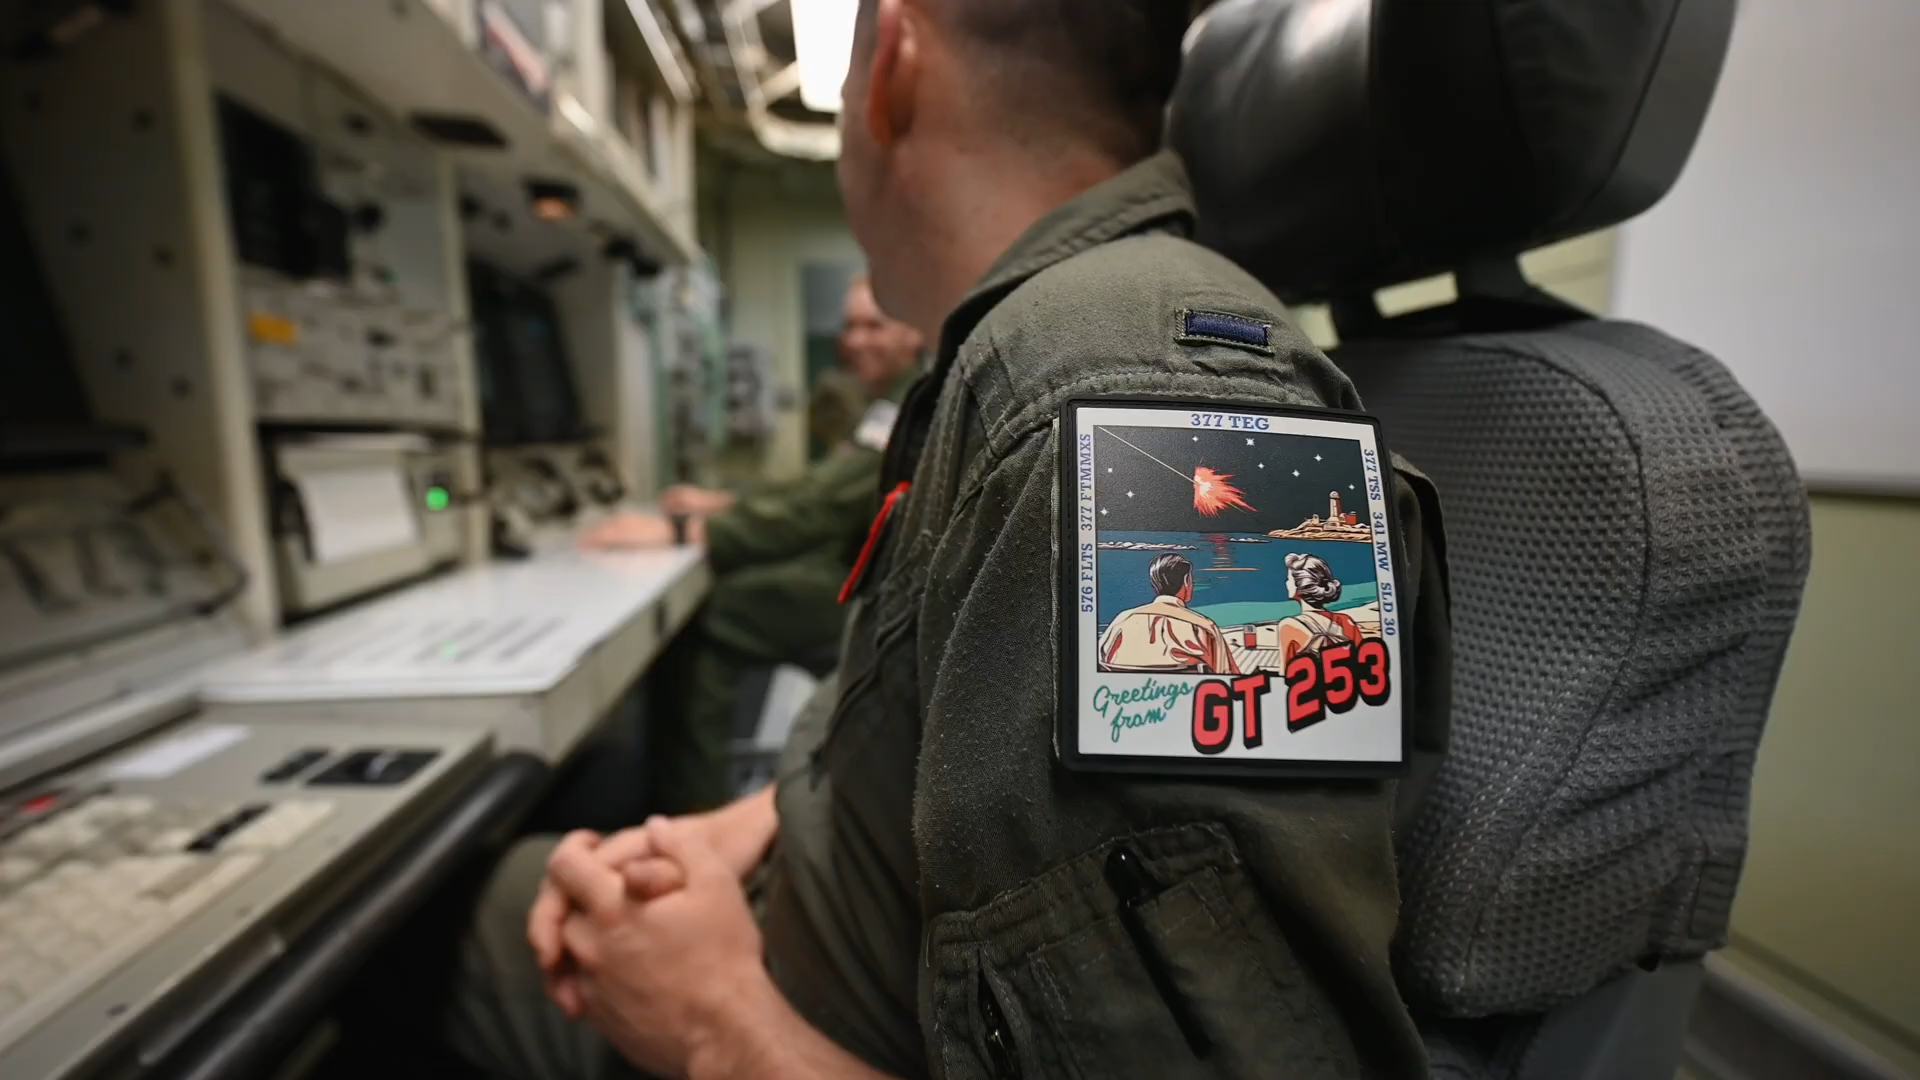 377 TEG
576 FLTS 377 FTMMXS
377 TSS 341 MW SLD 30
Greetings
from
GT 253